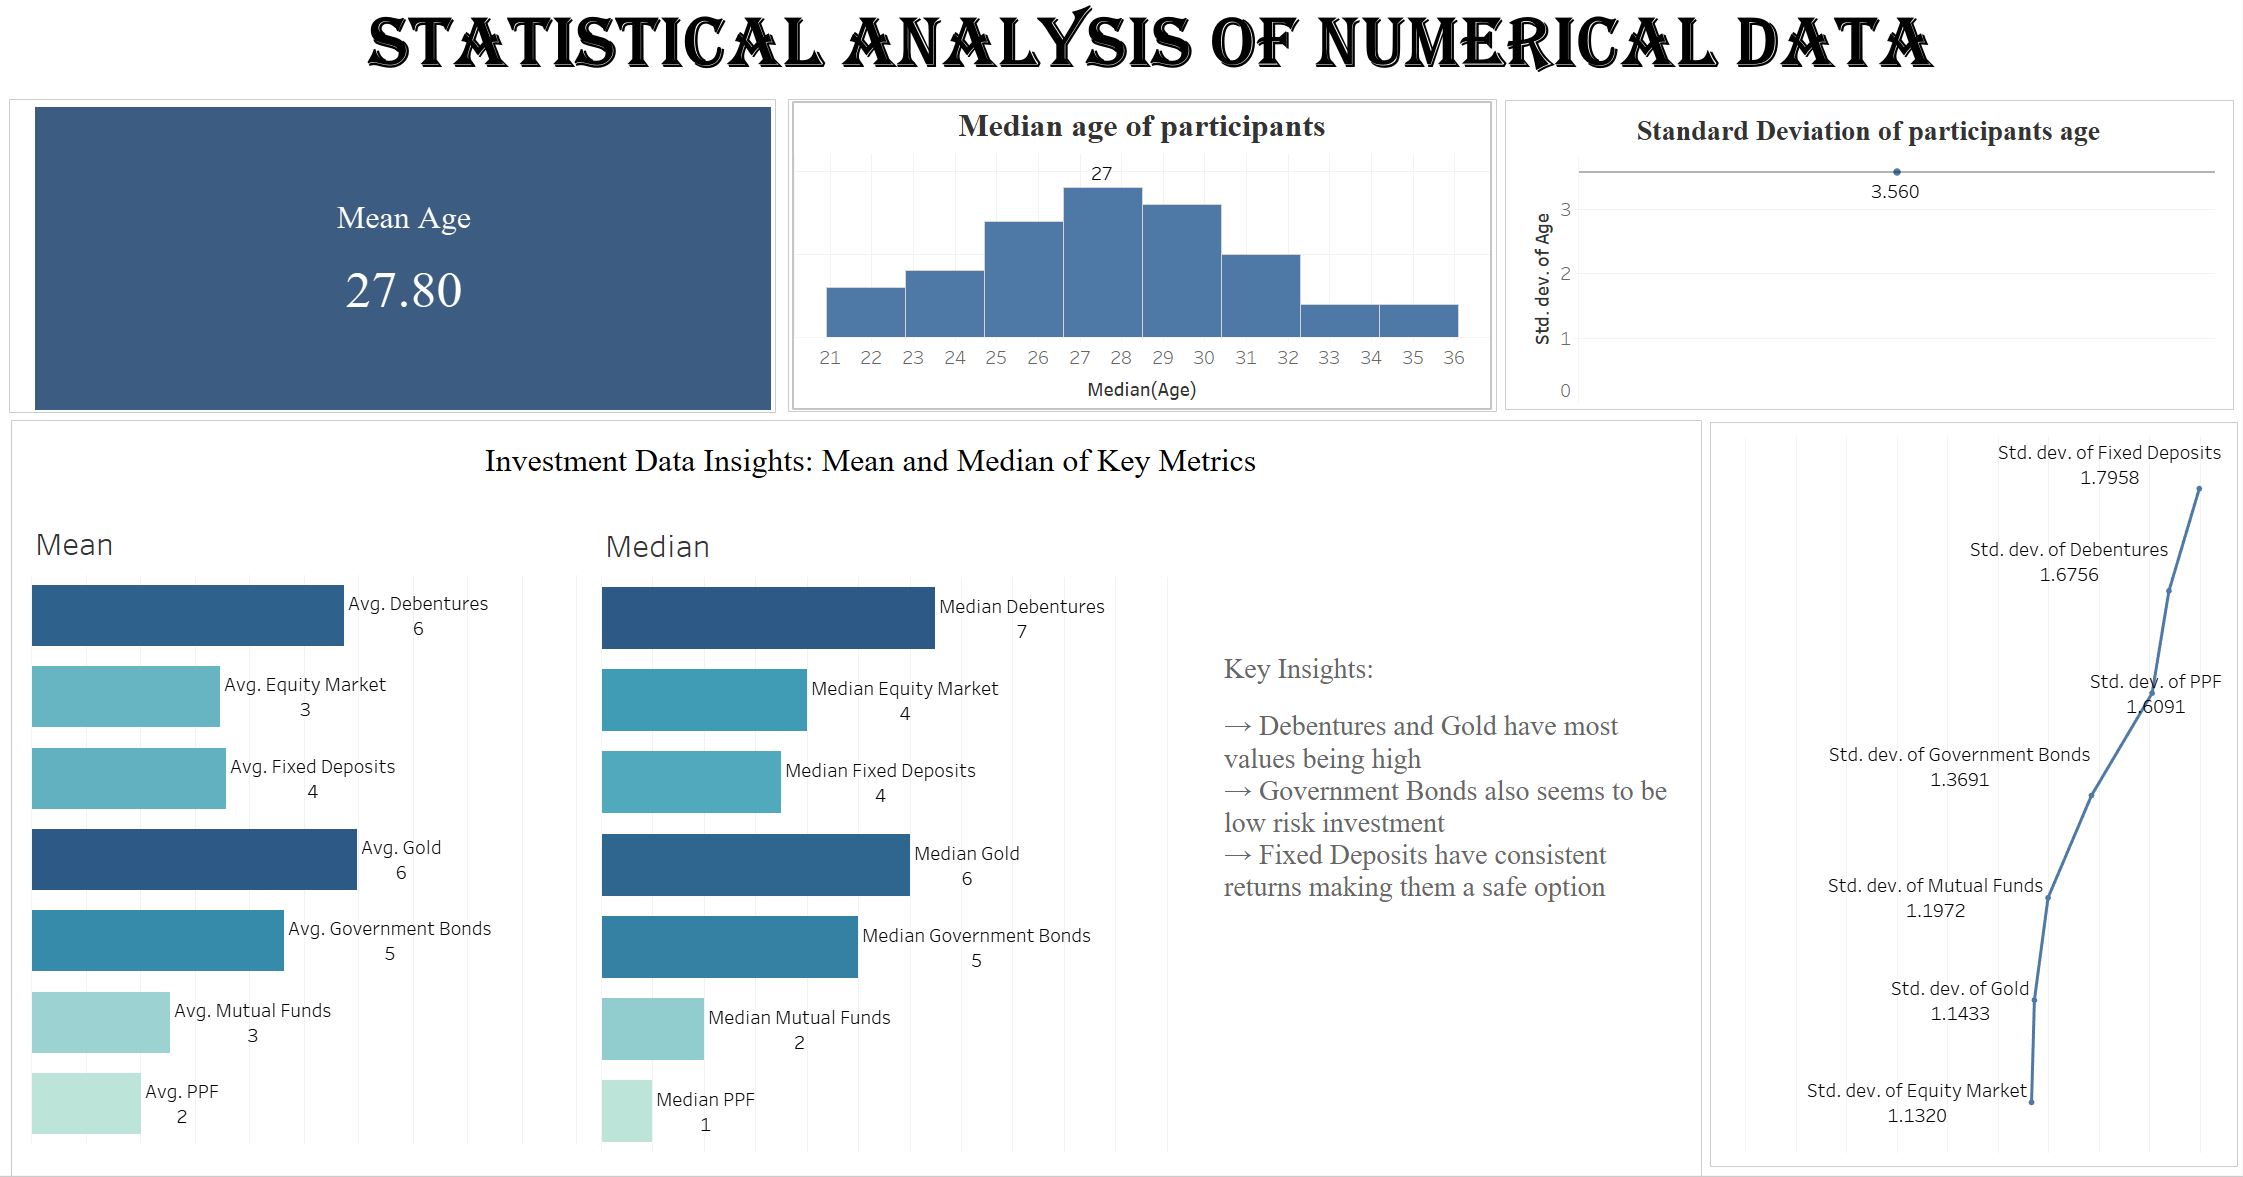 STATISTICAL ANALYSIS OF NUMERICAL DATA
Mean Age
27.80
Median age of participants
27
21 22 23 24 25 26 27 28 29 30 31 32 33 34 35 36
Median(Age)
Standard Deviation of participants age
3.560
Std. dev. of Age
3
2
1
0
Investment Data Insights: Mean and Median of Key Metrics
Mean
Avg. Debentures
6
Avg. Equity Market
3
Avg. Fixed Deposits
4
Avg. Gold
6
Avg. Government Bonds
5
Avg. Mutual Funds
3
Avg. PPF
2
Median
Median Debentures
7
Median Equity Market
4
Median Fixed Deposits
4
Median Gold
6
Median Government Bonds
5
Median Mutual Funds
2
Median PPF
1
Key Insights:
→ Debentures and Gold have most
values being high
→ Government Bonds also seems to be
low risk investment
→ Fixed Deposits have consistent
returns making them a safe option
Std. dev. of Fixed Deposits
1.7958
Std. dev. of Debentures
1.6756
Std. dev. of PPF
1.6091
Std. dev. of Government Bonds
1.3691
Std. dev. of Mutual Funds
1.1972
Std. dev. of Gold
1.1433
Std. dev. of Equity Market
1.1320